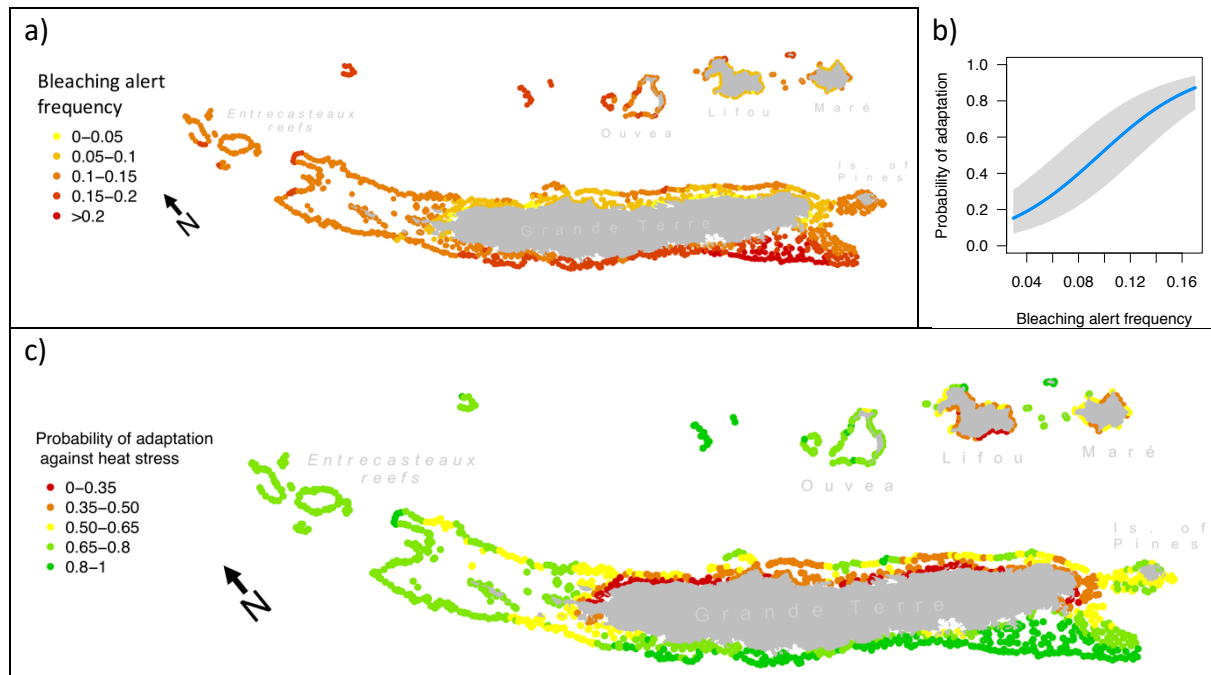 a)
Bleaching alert
frequency
0–0.05
0.05–0.1
0.1–0.15
0.15–0.2
>0.2
N
Entrecasteaux
reefs
Ouvea
Lifou
Maré
Is. of
Pines
Grande Terre
b)
Probability of adaptation
1.0
0.8
0.6
0.4
0.2
0.0
0.04
0.08
0.12
0.16
Bleaching alert frequency
c)
Probability of adaptation
against heat stress
0–0.35
0.35–0.50
0.50–0.65
0.65–0.8
0.8–1
N
Entrecasteaux
reefs
Ouvea
Lifou
Maré
Is. of
Pines
Grande Terre